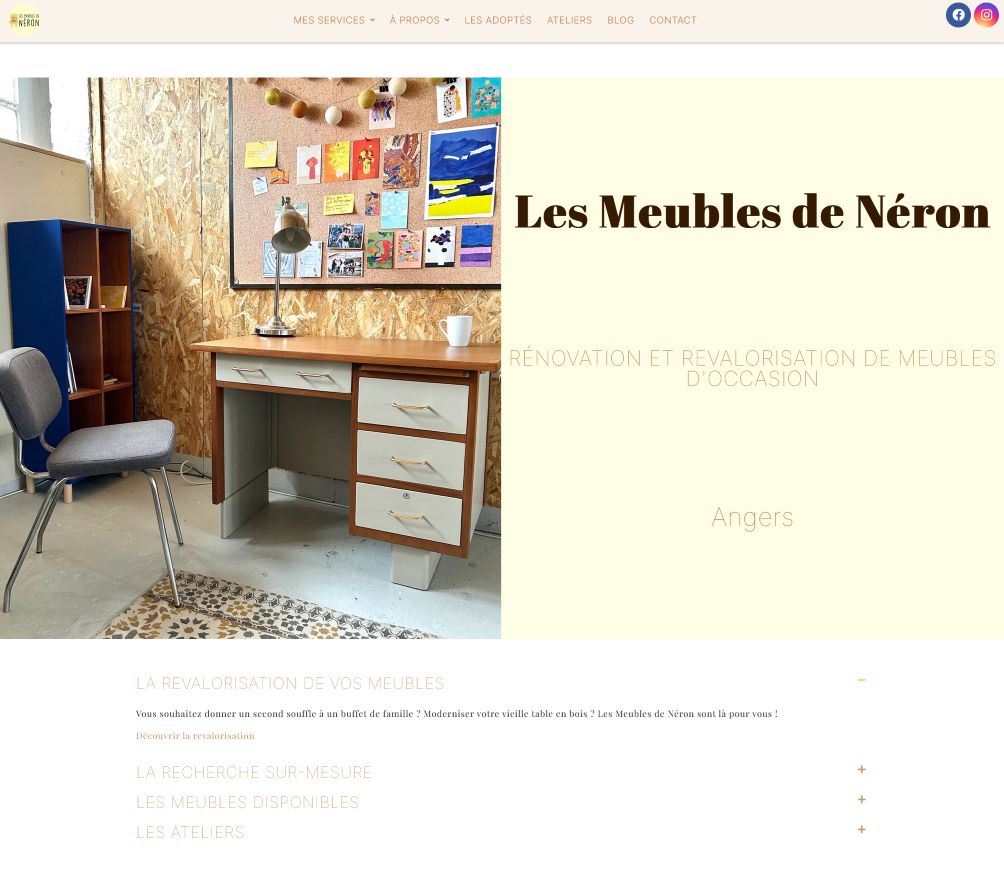 LES MEUBLES DE
NÉRON
MES SERVICES
À PROPOS
LES ADOPTÉS
ATELIERS
BLOG
CONTACT
Les Meubles de Néron
RÉNOVATION ET REVALORISATION DE MEUBLES
D'OCCASION
Angers
LA REVALORISATION DE VOS MEUBLES
Vous souhaitez donner un second souffle à un buffet de famille ? Moderniser votre vieille table en bois ? Les Meubles de Néron sont là pour vous !
Découvrir la revalorisation
LA RECHERCHE SUR-MESURE
LES MEUBLES DISPONIBLES
LES ATELIERS